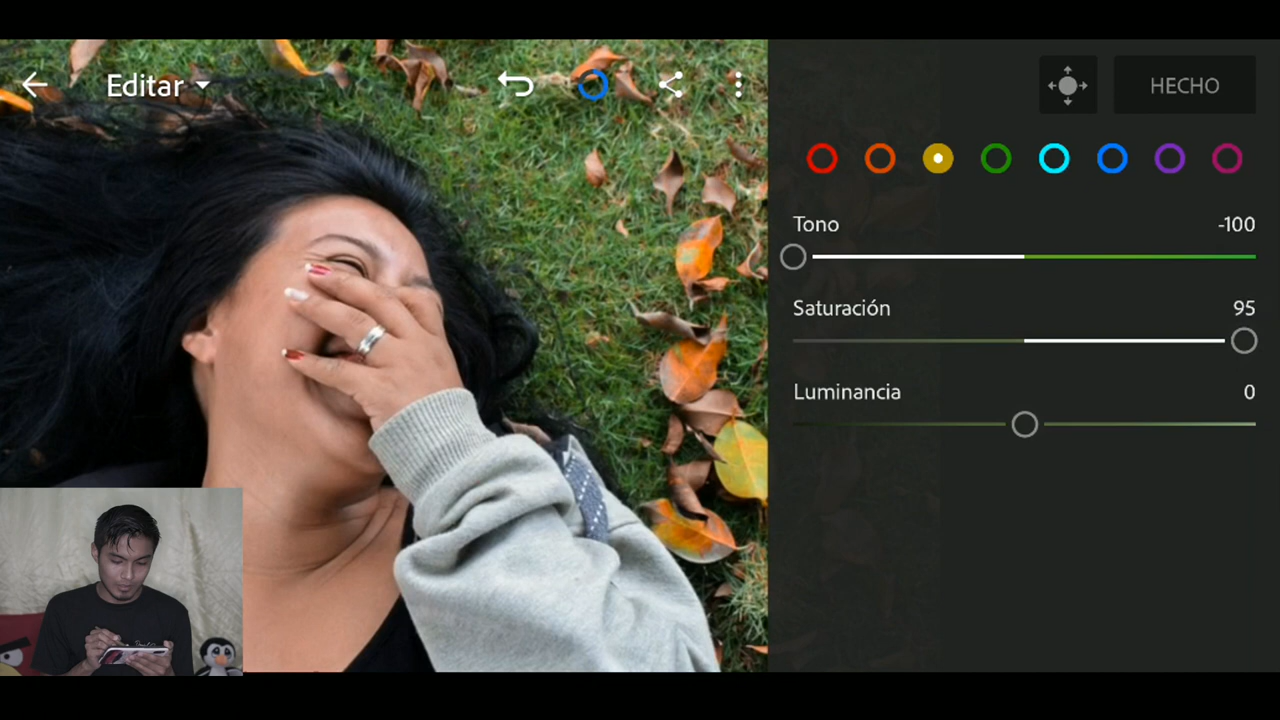 Editar
HECHO
Tono -100
Saturación 95
Luminancia 0